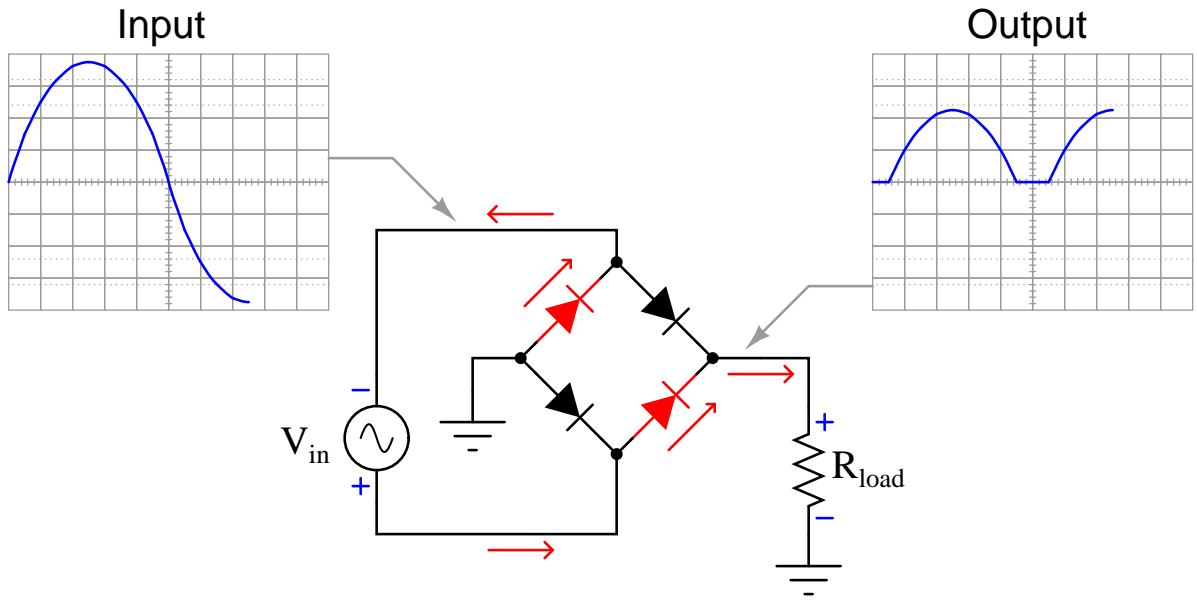 Input
Output
−
V_in
+
+
R_load
−